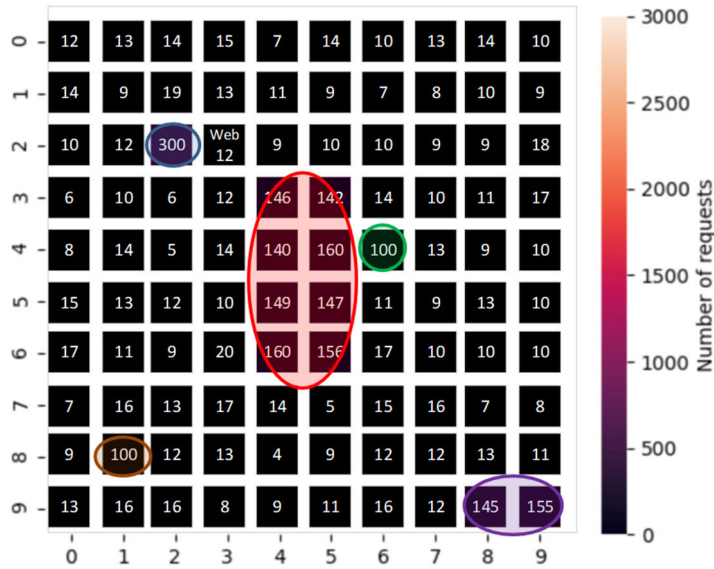 0 12 13 14 15 7 14 10 13 14 10
1 14 9 19 13 11 9 7 8 10 9
2 10 12 300 Web 12 9 10 10 9 9 18
3 6 10 6 12 146 142 14 10 11 17
4 8 14 5 14 140 160 100 13 9 10
5 15 13 12 10 149 147 11 9 13 10
6 17 11 9 20 160 156 17 10 10 10
7 7 16 13 17 14 5 15 16 7 8
8 9 100 12 13 4 9 12 12 13 11
9 13 16 16 8 9 11 16 12 145 155
0 1 2 3 4 5 6 7 8 9
3000
2500
2000
1500
1000
500
0
Number of requests